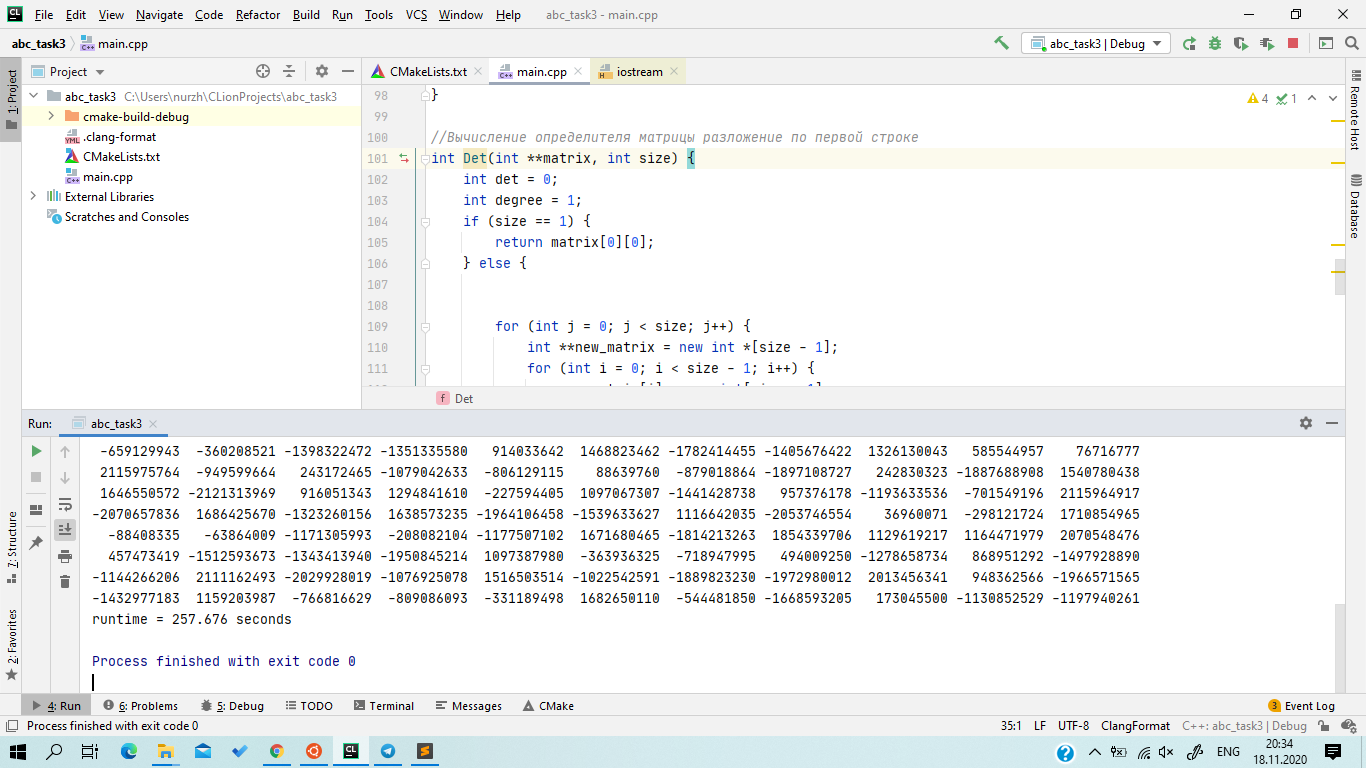 File Edit View Navigate Code Refactor Build Run Tools VCS Window Help abc_task3 - main.cpp
abc_task3 main.cpp
abc_task3 | Debug
1: Project
Project
abc_task3 C:\Users\nurzh\CLionProjects\abc_task3
cmake-build-debug
.clang-format
CMakeLists.txt
main.cpp
External Libraries
Scratches and Consoles
CMakeLists.txt main.cpp iostream
4 1
98 }
99
100 //Вычисление определителя матрицы разложение по первой строке
101 int Det(int **matrix, int size) {
102 int det = 0;
103 int degree = 1;
104 if (size == 1) {
105 return matrix[0][0];
106 } else {
107
108
109 for (int j = 0; j < size; j++) {
110 int **new_matrix = new int *[size - 1];
111 for (int i = 0; i < size - 1; i++) {
f Det
Remote Host
Database
Run: abc_task3
-659129943 -360208521 -1398322472 -1351335580 914033642 1468823462 -1782414455 -1405676422 1326130043 585544957 76716777
2115975764 -949599664 243172465 -1079042633 -806129115 88639760 -879018864 -1897108727 242830323 -1887688908 1540780438
1646550572 -2121313969 916051343 1294841610 -227594405 1097067307 -1441428738 957376178 -1193633536 -701549196 2115964917
-2070657836 1686425670 -1323260156 1638573235 -1964106458 -1539633627 1116642035 -2053746554 36960071 -298121724 1710854965
-88408335 -63864009 -1171305993 -208082104 -1177507102 1671680465 -1814213263 1854339706 1129619217 1164471979 2070548476
457473419 -1512593673 -1343413940 -1950845214 1097387980 -363936325 -718947995 494009250 -1278658734 868951292 -1497928890
-1144266206 2111162493 -2029928019 -1076925078 1516503514 -1022542591 -1889823230 -1972980012 2013456341 948362566 -1966571565
-1432977183 1159203987 -766816629 -809086093 -331189498 1682650110 -544481850 -1668593205 173045500 -1130852529 -1197940261
runtime = 257.676 seconds
Process finished with exit code 0
7: Structure
2: Favorites
4: Run 6: Problems 5: Debug TODO Terminal Messages CMake 3 Event Log
Process finished with exit code 0 35:1 LF UTF-8 ClangFormat C++: abc_task3 | Debug
ENG 20:34
18.11.2020